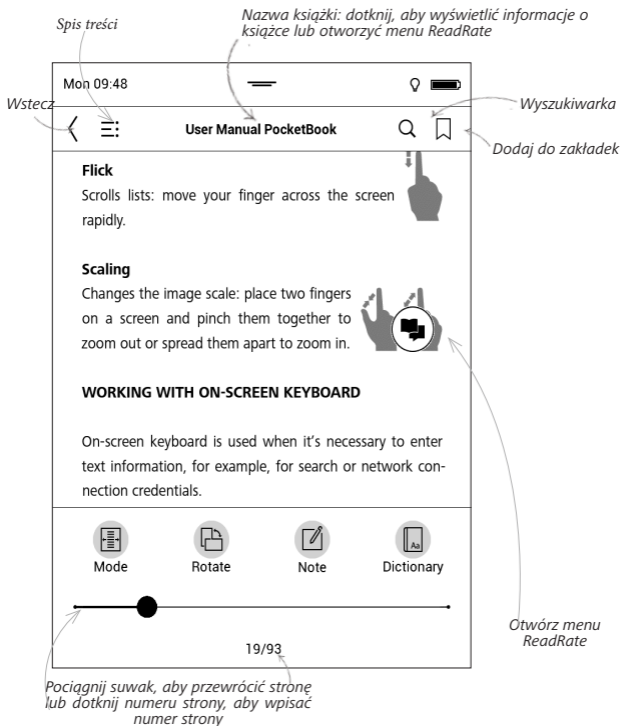 Nazwa książki: dotknij, aby wyświetlić informacje o
książce lub otworzyć menu ReadRate
Spis treści
Mon 09:48
Wstecz
User Manual PocketBook
Wyszukiwarka
Dodaj do zakładek
Flick
Scrolls lists: move your finger across the screen
rapidly.
Scaling
Changes the image scale: place two fingers
on a screen and pinch them together to
zoom out or spread them apart to zoom in.
WORKING WITH ON-SCREEN KEYBOARD
On-screen keyboard is used when it's necessary to enter
text information, for example, for search or network con-
nection credentials.
Aa
Mode Rotate Note Dictionary
Otwórz menu
ReadRate
19/93
Pociągnij suwak, aby przewrócić stronę
lub dotknij numeru strony, aby wpisać
numer strony